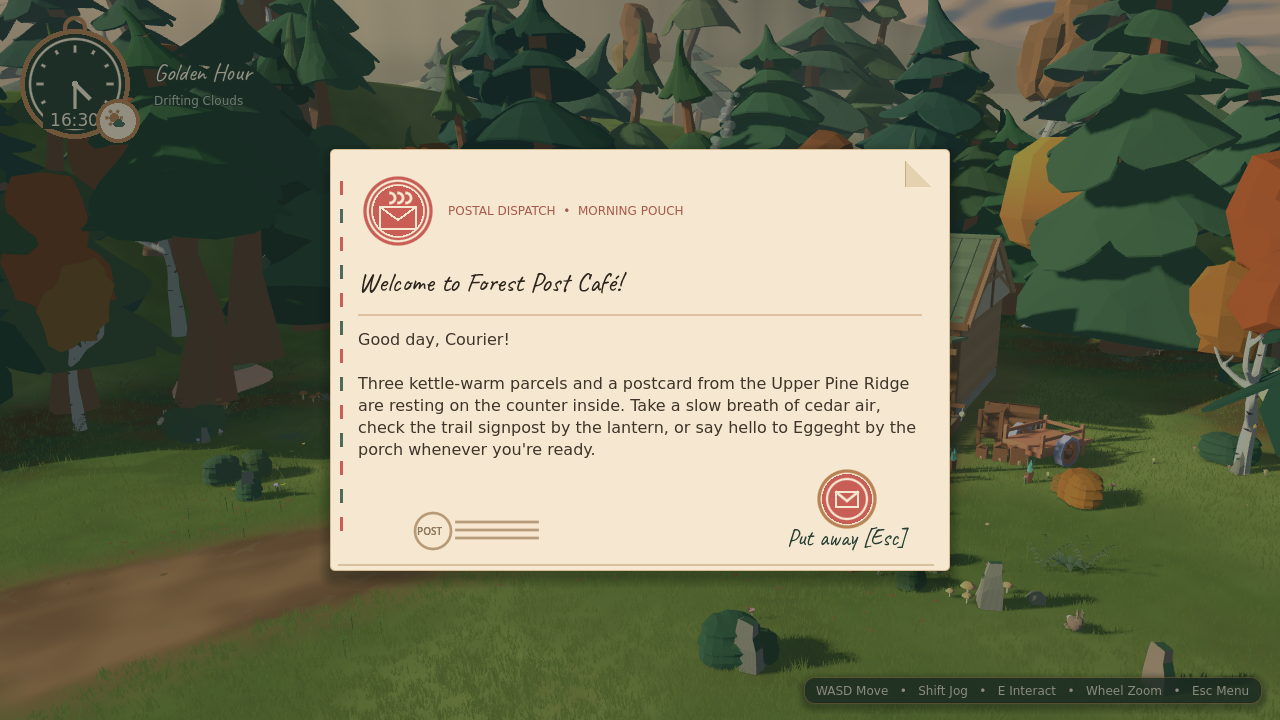 Golden Hour
Drifting Clouds
16:30
POSTAL DISPATCH • MORNING POUCH
Welcome to Forest Post Café!
Good day, Courier!
Three kettle-warm parcels and a postcard from the Upper Pine Ridge
are resting on the counter inside. Take a slow breath of cedar air,
check the trail signpost by the lantern, or say hello to Eggeght by the
porch whenever you're ready.
POST
Put away [Esc]
WASD Move • Shift Jog • E Interact • Wheel Zoom • Esc Menu